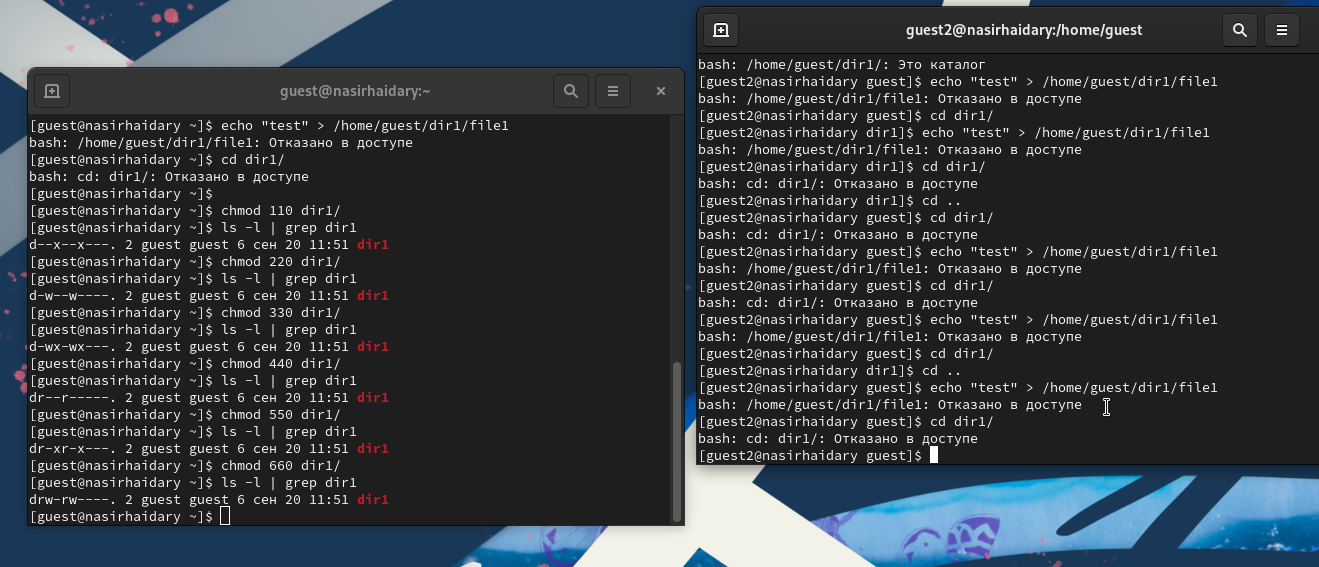 guest@nasirhaidary:~
[guest@nasirhaidary ~]$ echo "test" > /home/guest/dir1/file1
bash: /home/guest/dir1/file1: Отказано в доступе
[guest@nasirhaidary ~]$ cd dir1/
bash: cd: dir1/: Отказано в доступе
[guest@nasirhaidary ~]$
[guest@nasirhaidary ~]$ chmod 110 dir1/
[guest@nasirhaidary ~]$ ls -l | grep dir1
d--x--x---. 2 guest guest 6 сен 20 11:51 dir1
[guest@nasirhaidary ~]$ chmod 220 dir1/
[guest@nasirhaidary ~]$ ls -l | grep dir1
d-w--w----. 2 guest guest 6 сен 20 11:51 dir1
[guest@nasirhaidary ~]$ chmod 330 dir1/
[guest@nasirhaidary ~]$ ls -l | grep dir1
d-wx-wx---. 2 guest guest 6 сен 20 11:51 dir1
[guest@nasirhaidary ~]$ chmod 440 dir1/
[guest@nasirhaidary ~]$ ls -l | grep dir1
dr--r-----. 2 guest guest 6 сен 20 11:51 dir1
[guest@nasirhaidary ~]$ chmod 550 dir1/
[guest@nasirhaidary ~]$ ls -l | grep dir1
dr-xr-x---. 2 guest guest 6 сен 20 11:51 dir1
[guest@nasirhaidary ~]$ chmod 660 dir1/
[guest@nasirhaidary ~]$ ls -l | grep dir1
drw-rw----. 2 guest guest 6 сен 20 11:51 dir1
[guest@nasirhaidary ~]$
guest2@nasirhaidary:/home/guest
bash: /home/guest/dir1/: Это каталог
[guest2@nasirhaidary guest]$ echo "test" > /home/guest/dir1/file1
bash: /home/guest/dir1/file1: Отказано в доступе
[guest2@nasirhaidary guest]$ cd dir1/
[guest2@nasirhaidary dir1]$ echo "test" > /home/guest/dir1/file1
bash: /home/guest/dir1/file1: Отказано в доступе
[guest2@nasirhaidary dir1]$ cd dir1/
bash: cd: dir1/: Отказано в доступе
[guest2@nasirhaidary dir1]$ cd ..
[guest2@nasirhaidary guest]$ cd dir1/
bash: cd: dir1/: Отказано в доступе
[guest2@nasirhaidary guest]$ echo "test" > /home/guest/dir1/file1
bash: /home/guest/dir1/file1: Отказано в доступе
[guest2@nasirhaidary guest]$ cd dir1/
bash: cd: dir1/: Отказано в доступе
[guest2@nasirhaidary guest]$ echo "test" > /home/guest/dir1/file1
bash: /home/guest/dir1/file1: Отказано в доступе
[guest2@nasirhaidary guest]$ cd dir1/
[guest2@nasirhaidary dir1]$ cd ..
[guest2@nasirhaidary guest]$ echo "test" > /home/guest/dir1/file1
bash: /home/guest/dir1/file1: Отказано в доступе
[guest2@nasirhaidary guest]$ cd dir1/
bash: cd: dir1/: Отказано в доступе
[guest2@nasirhaidary guest]$